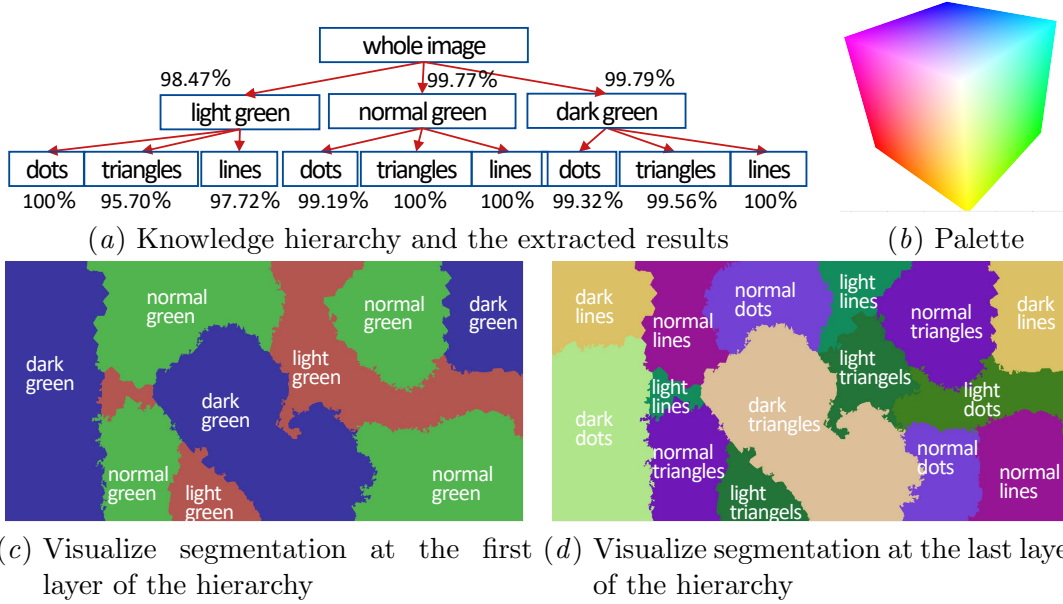 whole image
98.47% 99.77% 99.79%
light green normal green dark green
dots triangles lines dots triangles lines dots triangles lines
100% 95.70% 97.72% 99.19% 100% 100% 99.32% 99.56% 100%
(a) Knowledge hierarchy and the extracted results
(b) Palette
normal
green
normal
green
dark
green
dark
green
light
green
dark
green
normal
green
light
green
normal
green
dark
lines
normal
dots
light
lines
normal
triangles
dark
lines
normal
lines
light
triangels
light
lines
light
dots
dark
dots
dark
triangles
normal
triangles
normal
dots
light
triangels
normal
lines
(c) Visualize segmentation at the first
layer of the hierarchy
(d) Visualize segmentation at the last laye
of the hierarchy